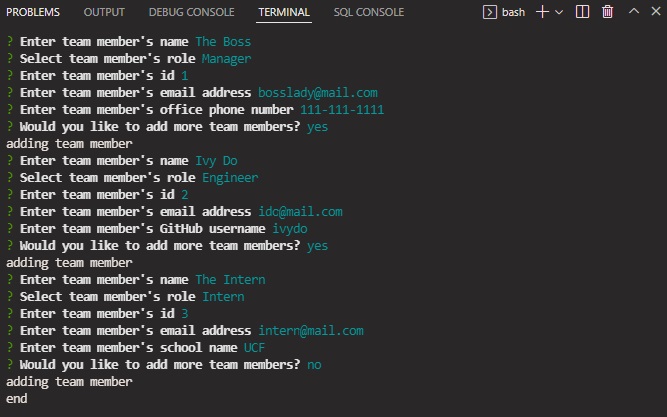 PROBLEMS OUTPUT DEBUG CONSOLE TERMINAL SQL CONSOLE bash
? Enter team member's name The Boss
? Select team member's role Manager
? Enter team member's id 1
? Enter team member's email address bosslady@mail.com
? Enter team member's office phone number 111-111-1111
? Would you like to add more team members? yes
adding team member
? Enter team member's name Ivy Do
? Select team member's role Engineer
? Enter team member's id 2
? Enter team member's email address ido@mail.com
? Enter team member's GitHub username ivydo
? Would you like to add more team members? yes
adding team member
? Enter team member's name The Intern
? Select team member's role Intern
? Enter team member's id 3
? Enter team member's email address intern@mail.com
? Enter team member's school name UCF
? Would you like to add more team members? no
adding team member
end